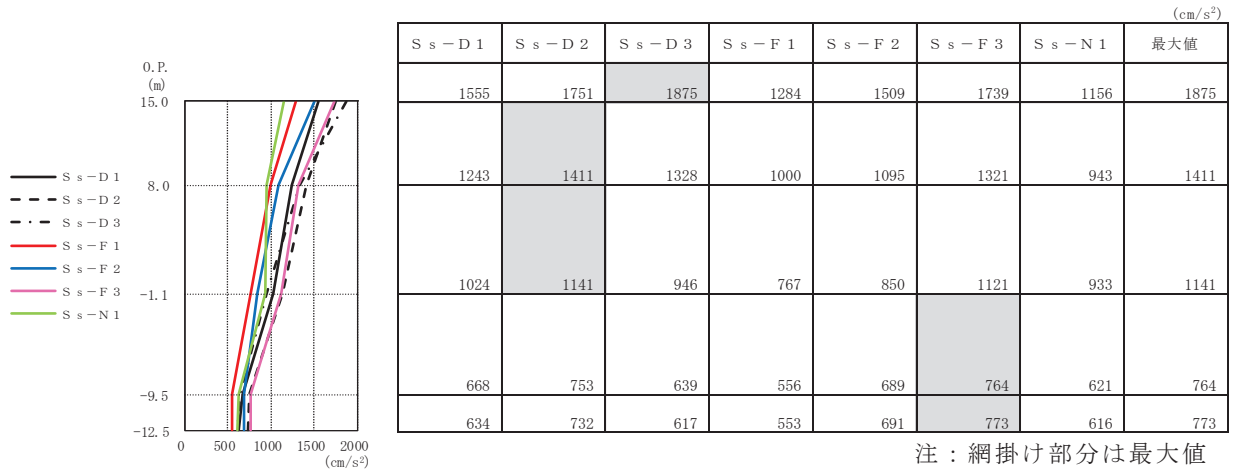 (cm/s²)
Ss－D1 Ss－D2 Ss－D3 Ss－F1 Ss－F2 Ss－F3 Ss－N1 最大値
1555 1751 1875 1284 1509 1739 1156 1875
1243 1411 1328 1000 1095 1321 943 1411
1024 1141 946 767 850 1121 933 1141
668 753 639 556 689 764 621 764
634 732 617 553 691 773 616 773
注：網掛け部分は最大値
O.P.
(m)
15.0
8.0
-1.1
-9.5
-12.5
0 500 1000 1500 2000
(cm/s²)
Ss－D1
Ss－D2
Ss－D3
Ss－F1
Ss－F2
Ss－F3
Ss－N1